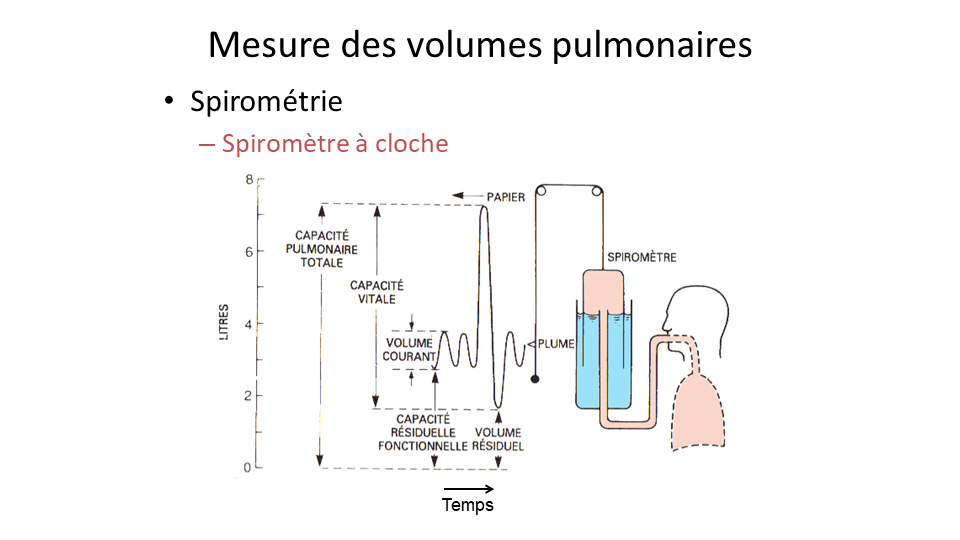 Mesure des volumes pulmonaires
• Spirométrie
– Spiromètre à cloche
8
6
4
2
0
LITRES
PAPIER
CAPACITÉ
PULMONAIRE
TOTALE
CAPACITÉ
VITALE
VOLUME
COURANT
CAPACITÉ
RÉSIDUELLE
FONCTIONNELLE
VOLUME
RÉSIDUEL
PLUME
SPIROMÈTRE
Temps